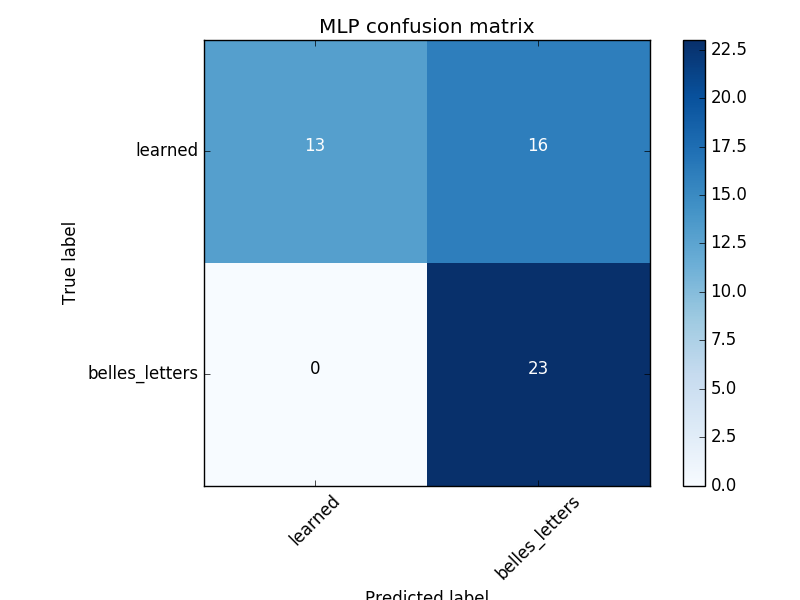 MLP confusion matrix
True label
learned
13
16
belles_letters
0
23
learned
belles_letters
Predicted label
22.5
20.0
17.5
15.0
12.5
10.0
7.5
5.0
2.5
0.0